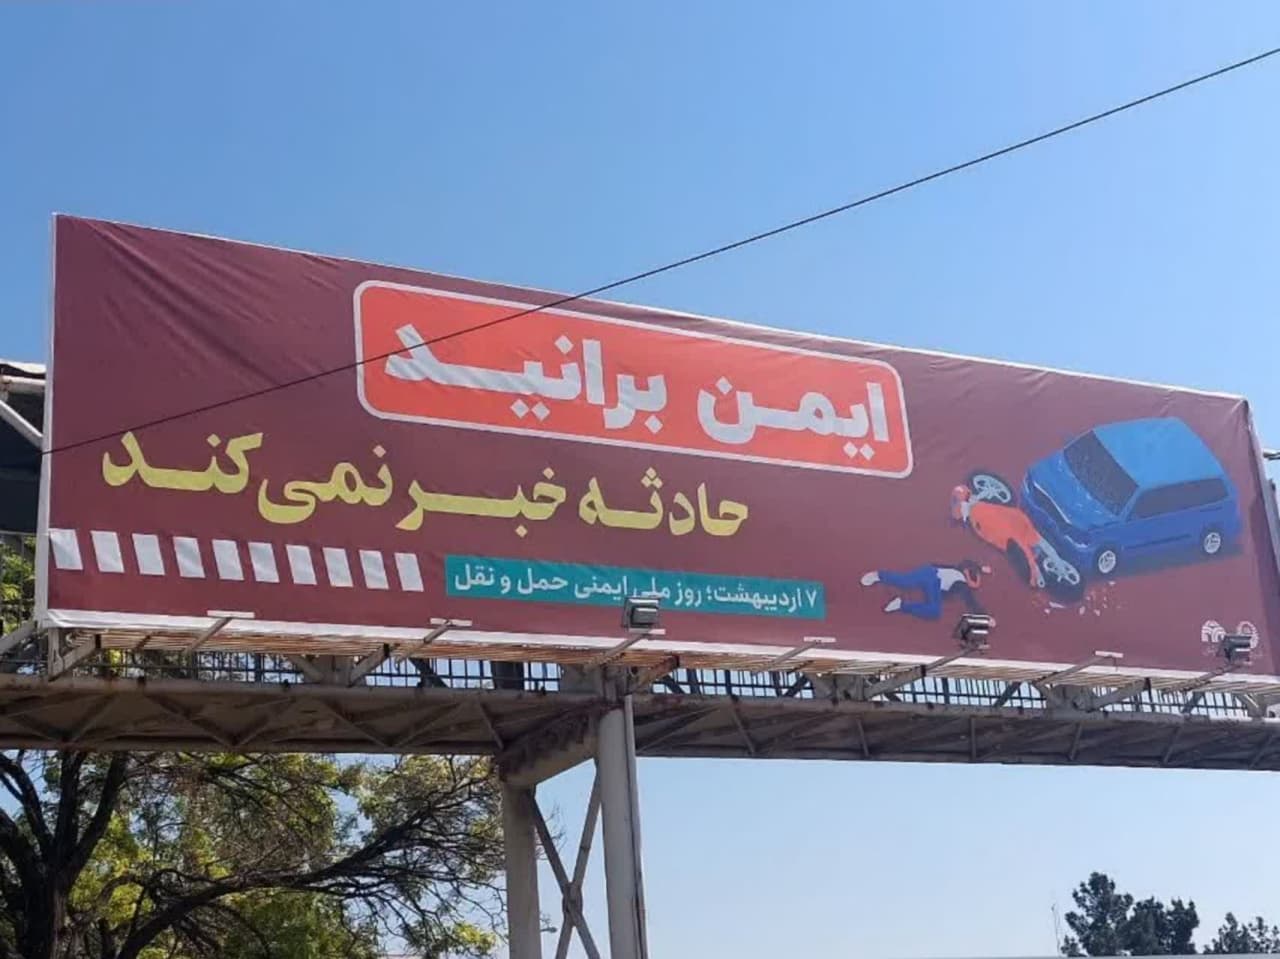 ایمن برانید
حادثه خبر نمی‌کند
۷ اردیبهشت؛ روز ملی ایمنی حمل و نقل